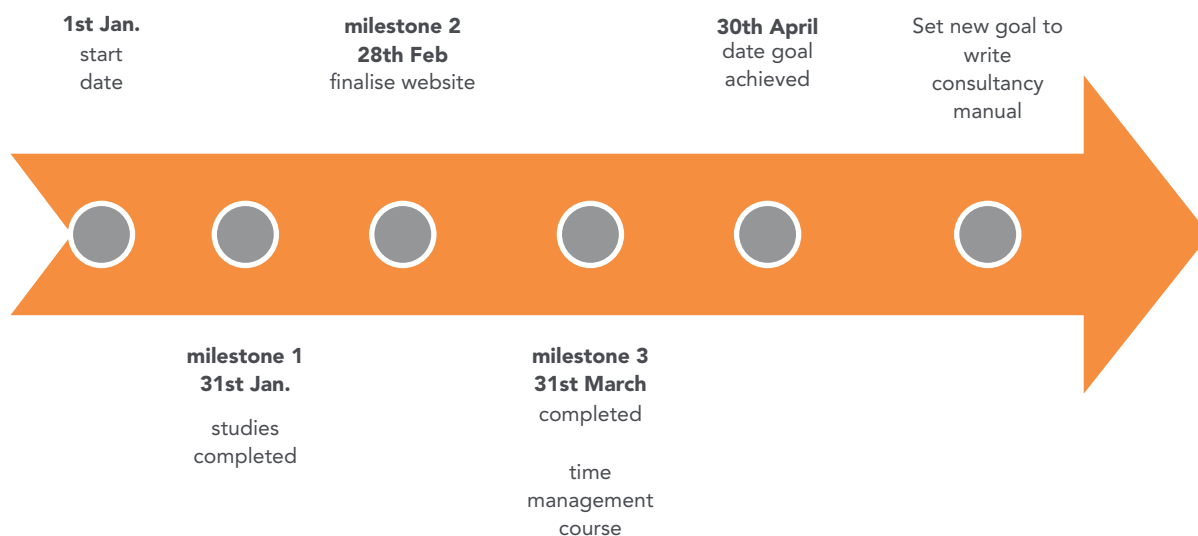 1st Jan.
start
date
milestone 2
28th Feb
finalise website
30th April
date goal
achieved
Set new goal to
write
consultancy
manual
milestone 1
31st Jan.
studies
completed
milestone 3
31st March
completed
time
management
course